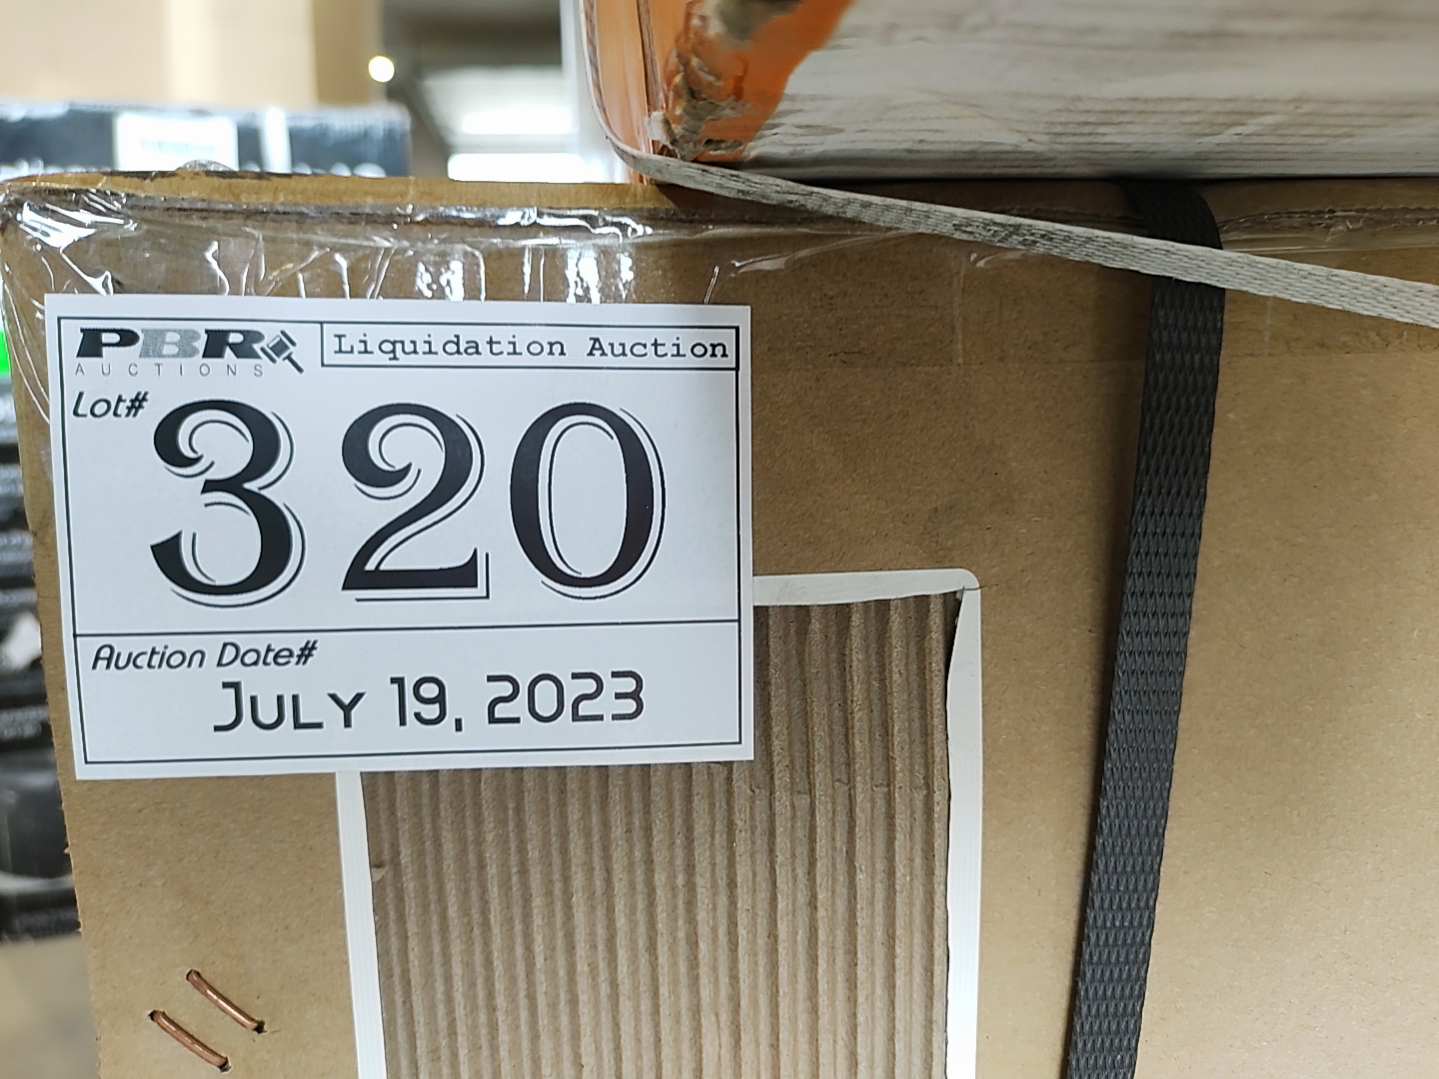 PBR
AUCTIONS
Liquidation Auction
Lot#
320
Auction Date#
July 19, 2023